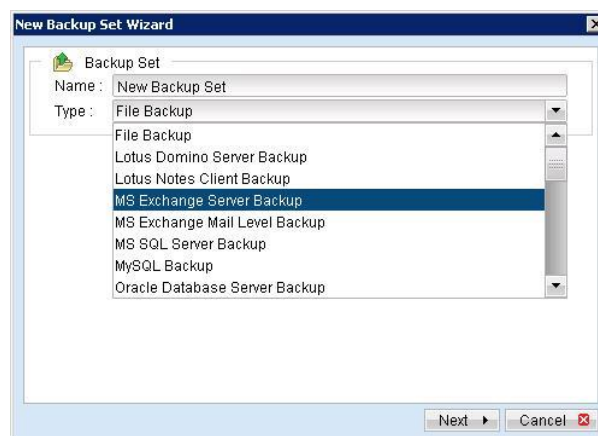 New Backup Set Wizard
Backup Set
Name : New Backup Set
Type : File Backup
File Backup
Lotus Domino Server Backup
Lotus Notes Client Backup
MS Exchange Server Backup
MS Exchange Mail Level Backup
MS SQL Server Backup
MySQL Backup
Oracle Database Server Backup
Next Cancel